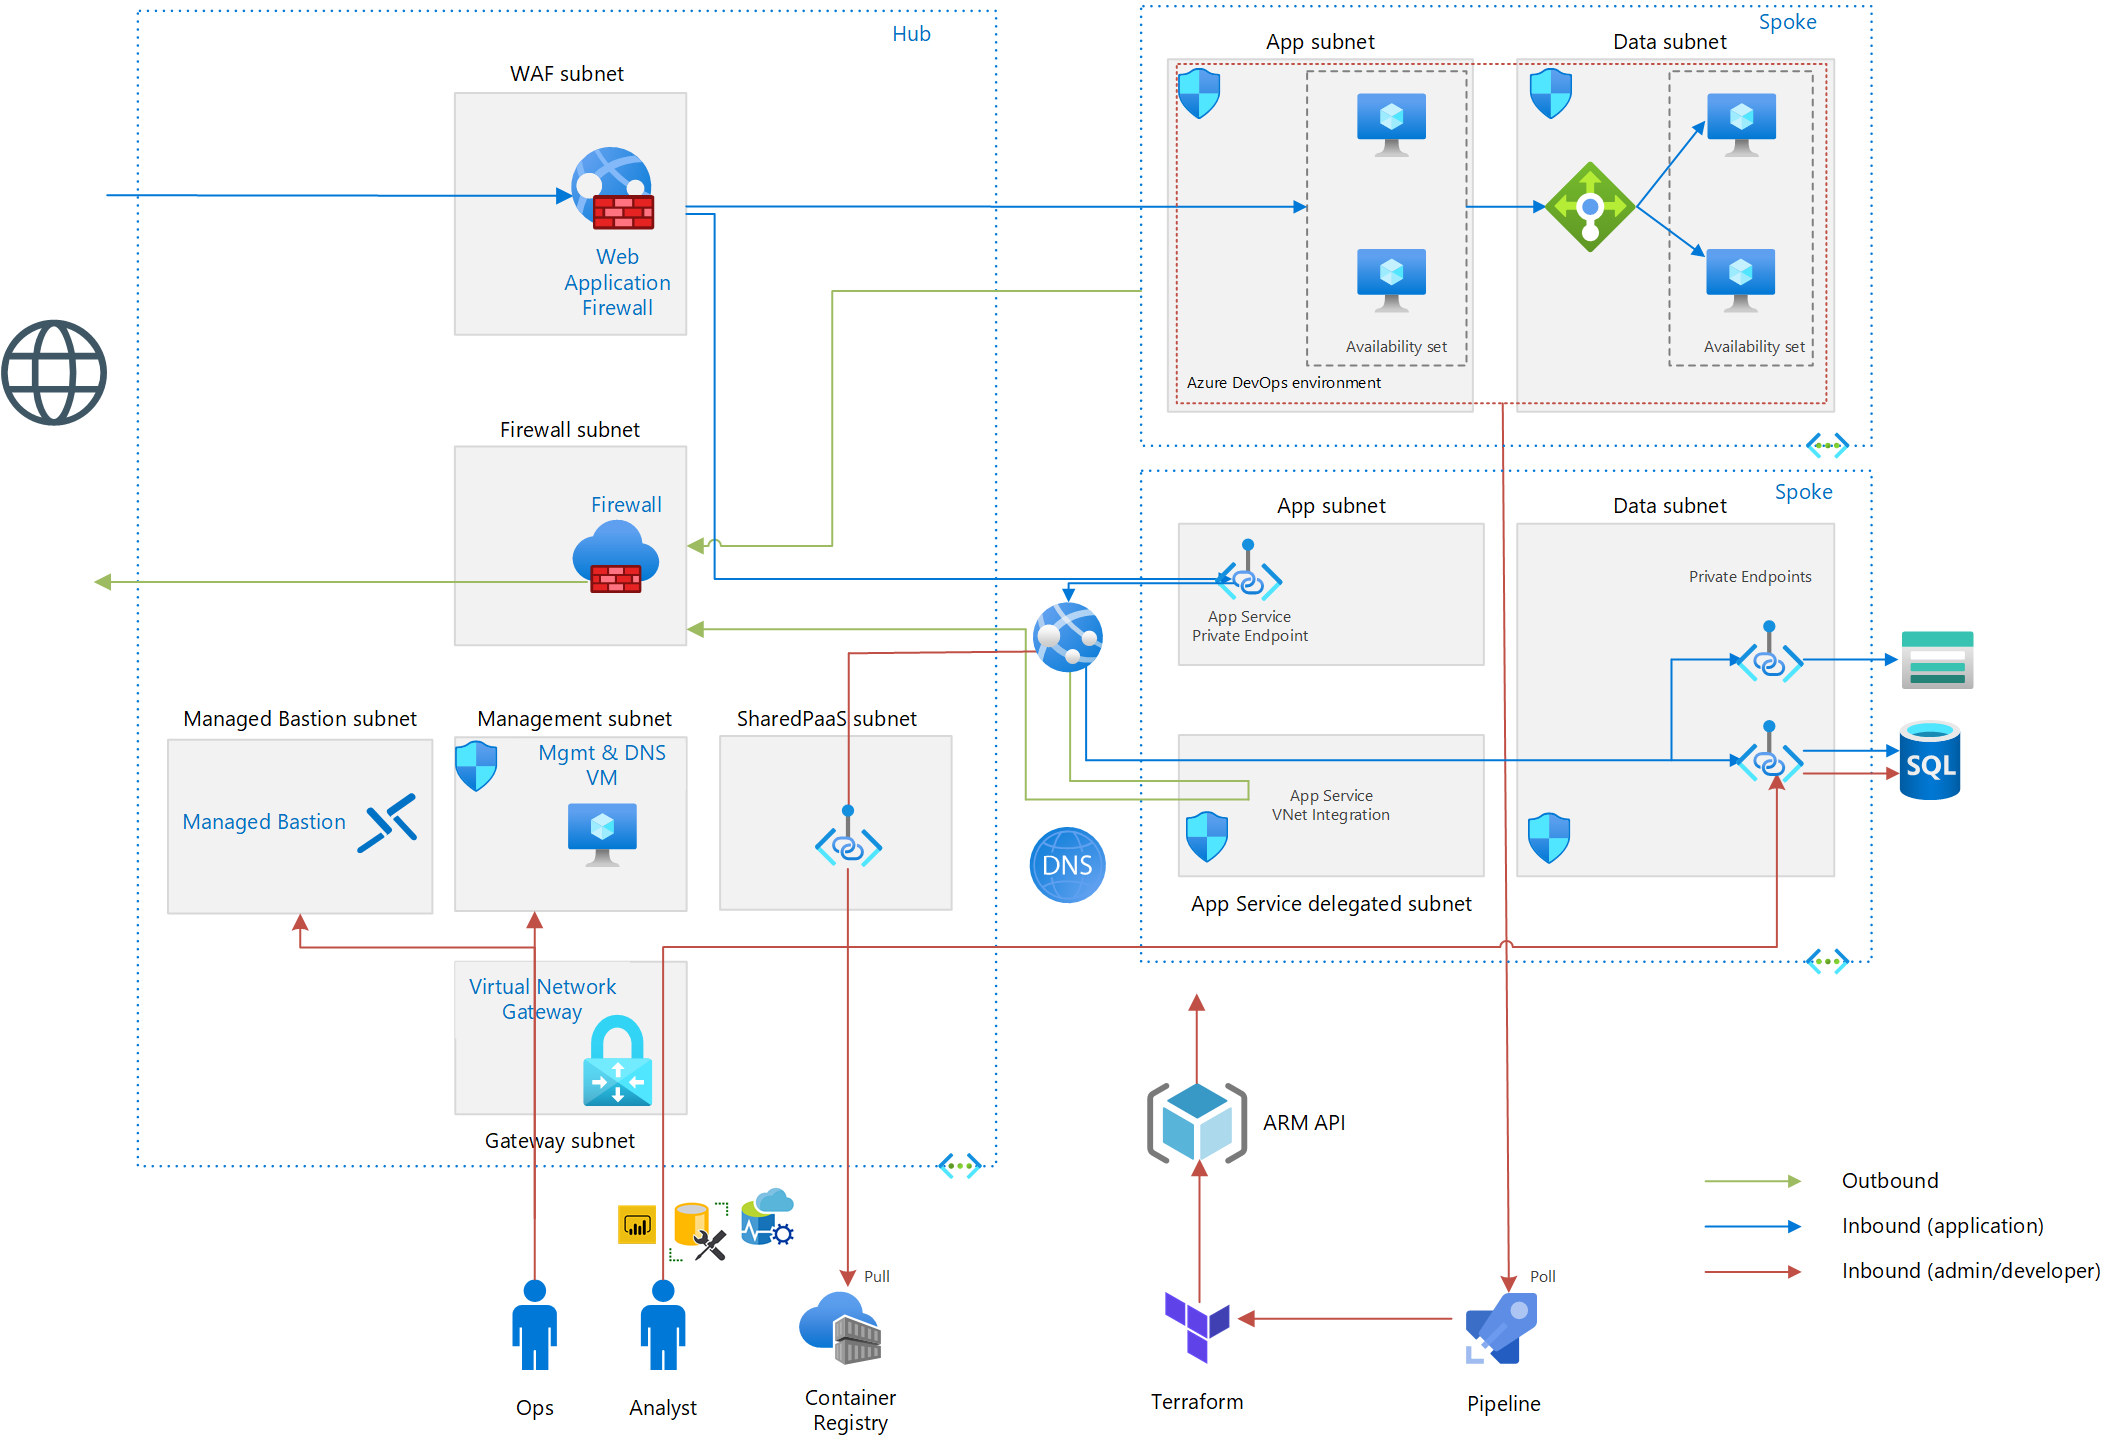 Hub
WAF subnet
Web
Application
Firewall
Firewall subnet
Firewall
Managed Bastion subnet
Managed Bastion
Management subnet
Mgmt & DNS
VM
SharedPaaS subnet
Virtual Network
Gateway
Gateway subnet
Spoke
App subnet
Data subnet
Availability set
Availability set
Azure DevOps environment
Spoke
App subnet
Data subnet
App Service
Private Endpoint
Private Endpoints
App Service
VNet Integration
App Service delegated subnet
DNS
SQL
ARM API
Outbound
Inbound (application)
Inbound (admin/developer)
Pull
Poll
Ops
Analyst
Container
Registry
Terraform
Pipeline